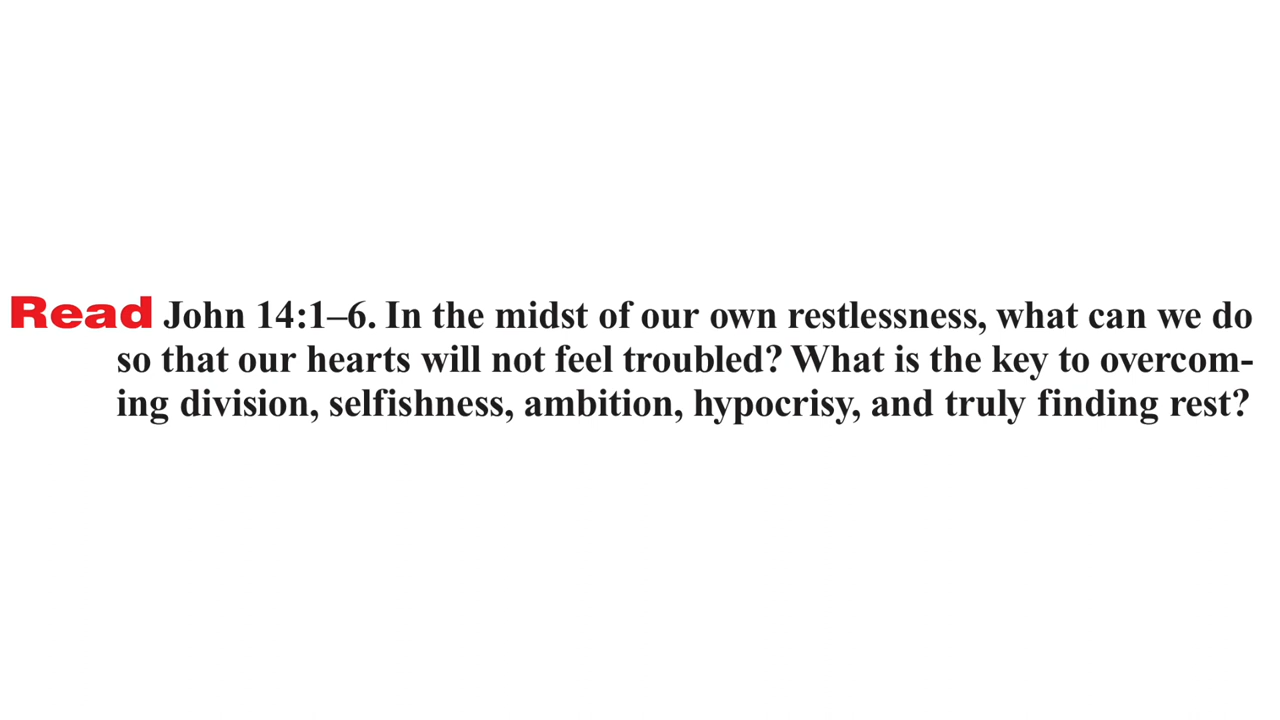 Read John 14:1–6. In the midst of our own restlessness, what can we do
so that our hearts will not feel troubled? What is the key to overcom-
ing division, selfishness, ambition, hypocrisy, and truly finding rest?